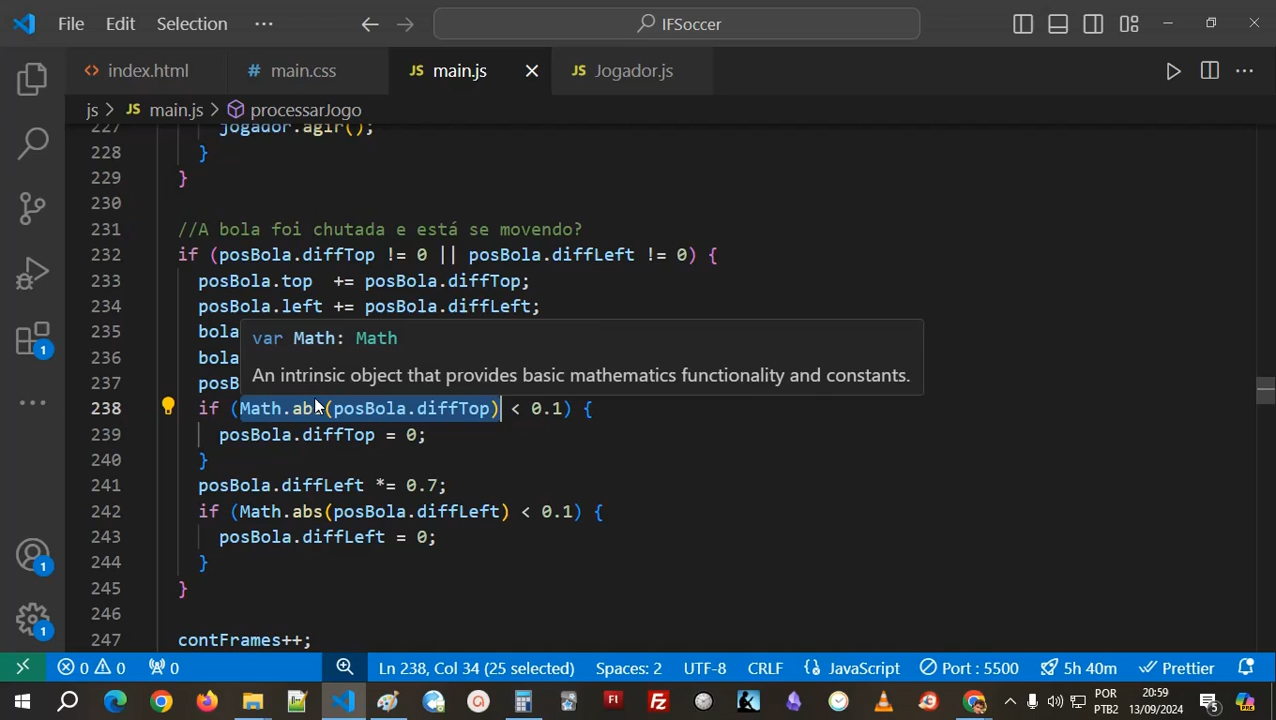 File Edit Selection ··· IFSoccer
index.html main.css JS main.js JS Jogador.js
js > JS main.js > processarJogo
227 jogador.agir();
228 }
229 }
230
231 //A bola foi chutada e está se movendo?
232 if (posBola.diffTop != 0 || posBola.diffLeft != 0) {
233 posBola.top += posBola.diffTop;
234 posBola.left += posBola.diffLeft;
235 bola
var Math: Math
236 bola
An intrinsic object that provides basic mathematics functionality and constants.
237 posB
238 if (Math.abs(posBola.diffTop) < 0.1) {
239 posBola.diffTop = 0;
240 }
241 posBola.diffLeft *= 0.7;
242 if (Math.abs(posBola.diffLeft) < 0.1) {
243 posBola.diffLeft = 0;
244 }
245 }
246
247 contFrames++;
1
1
1
0 0 0 Ln 238, Col 34 (25 selected) Spaces: 2 UTF-8 CRLF {} JavaScript Port : 5500 5h 40m Prettier
POR 20:59
PTB2 13/09/2024 5